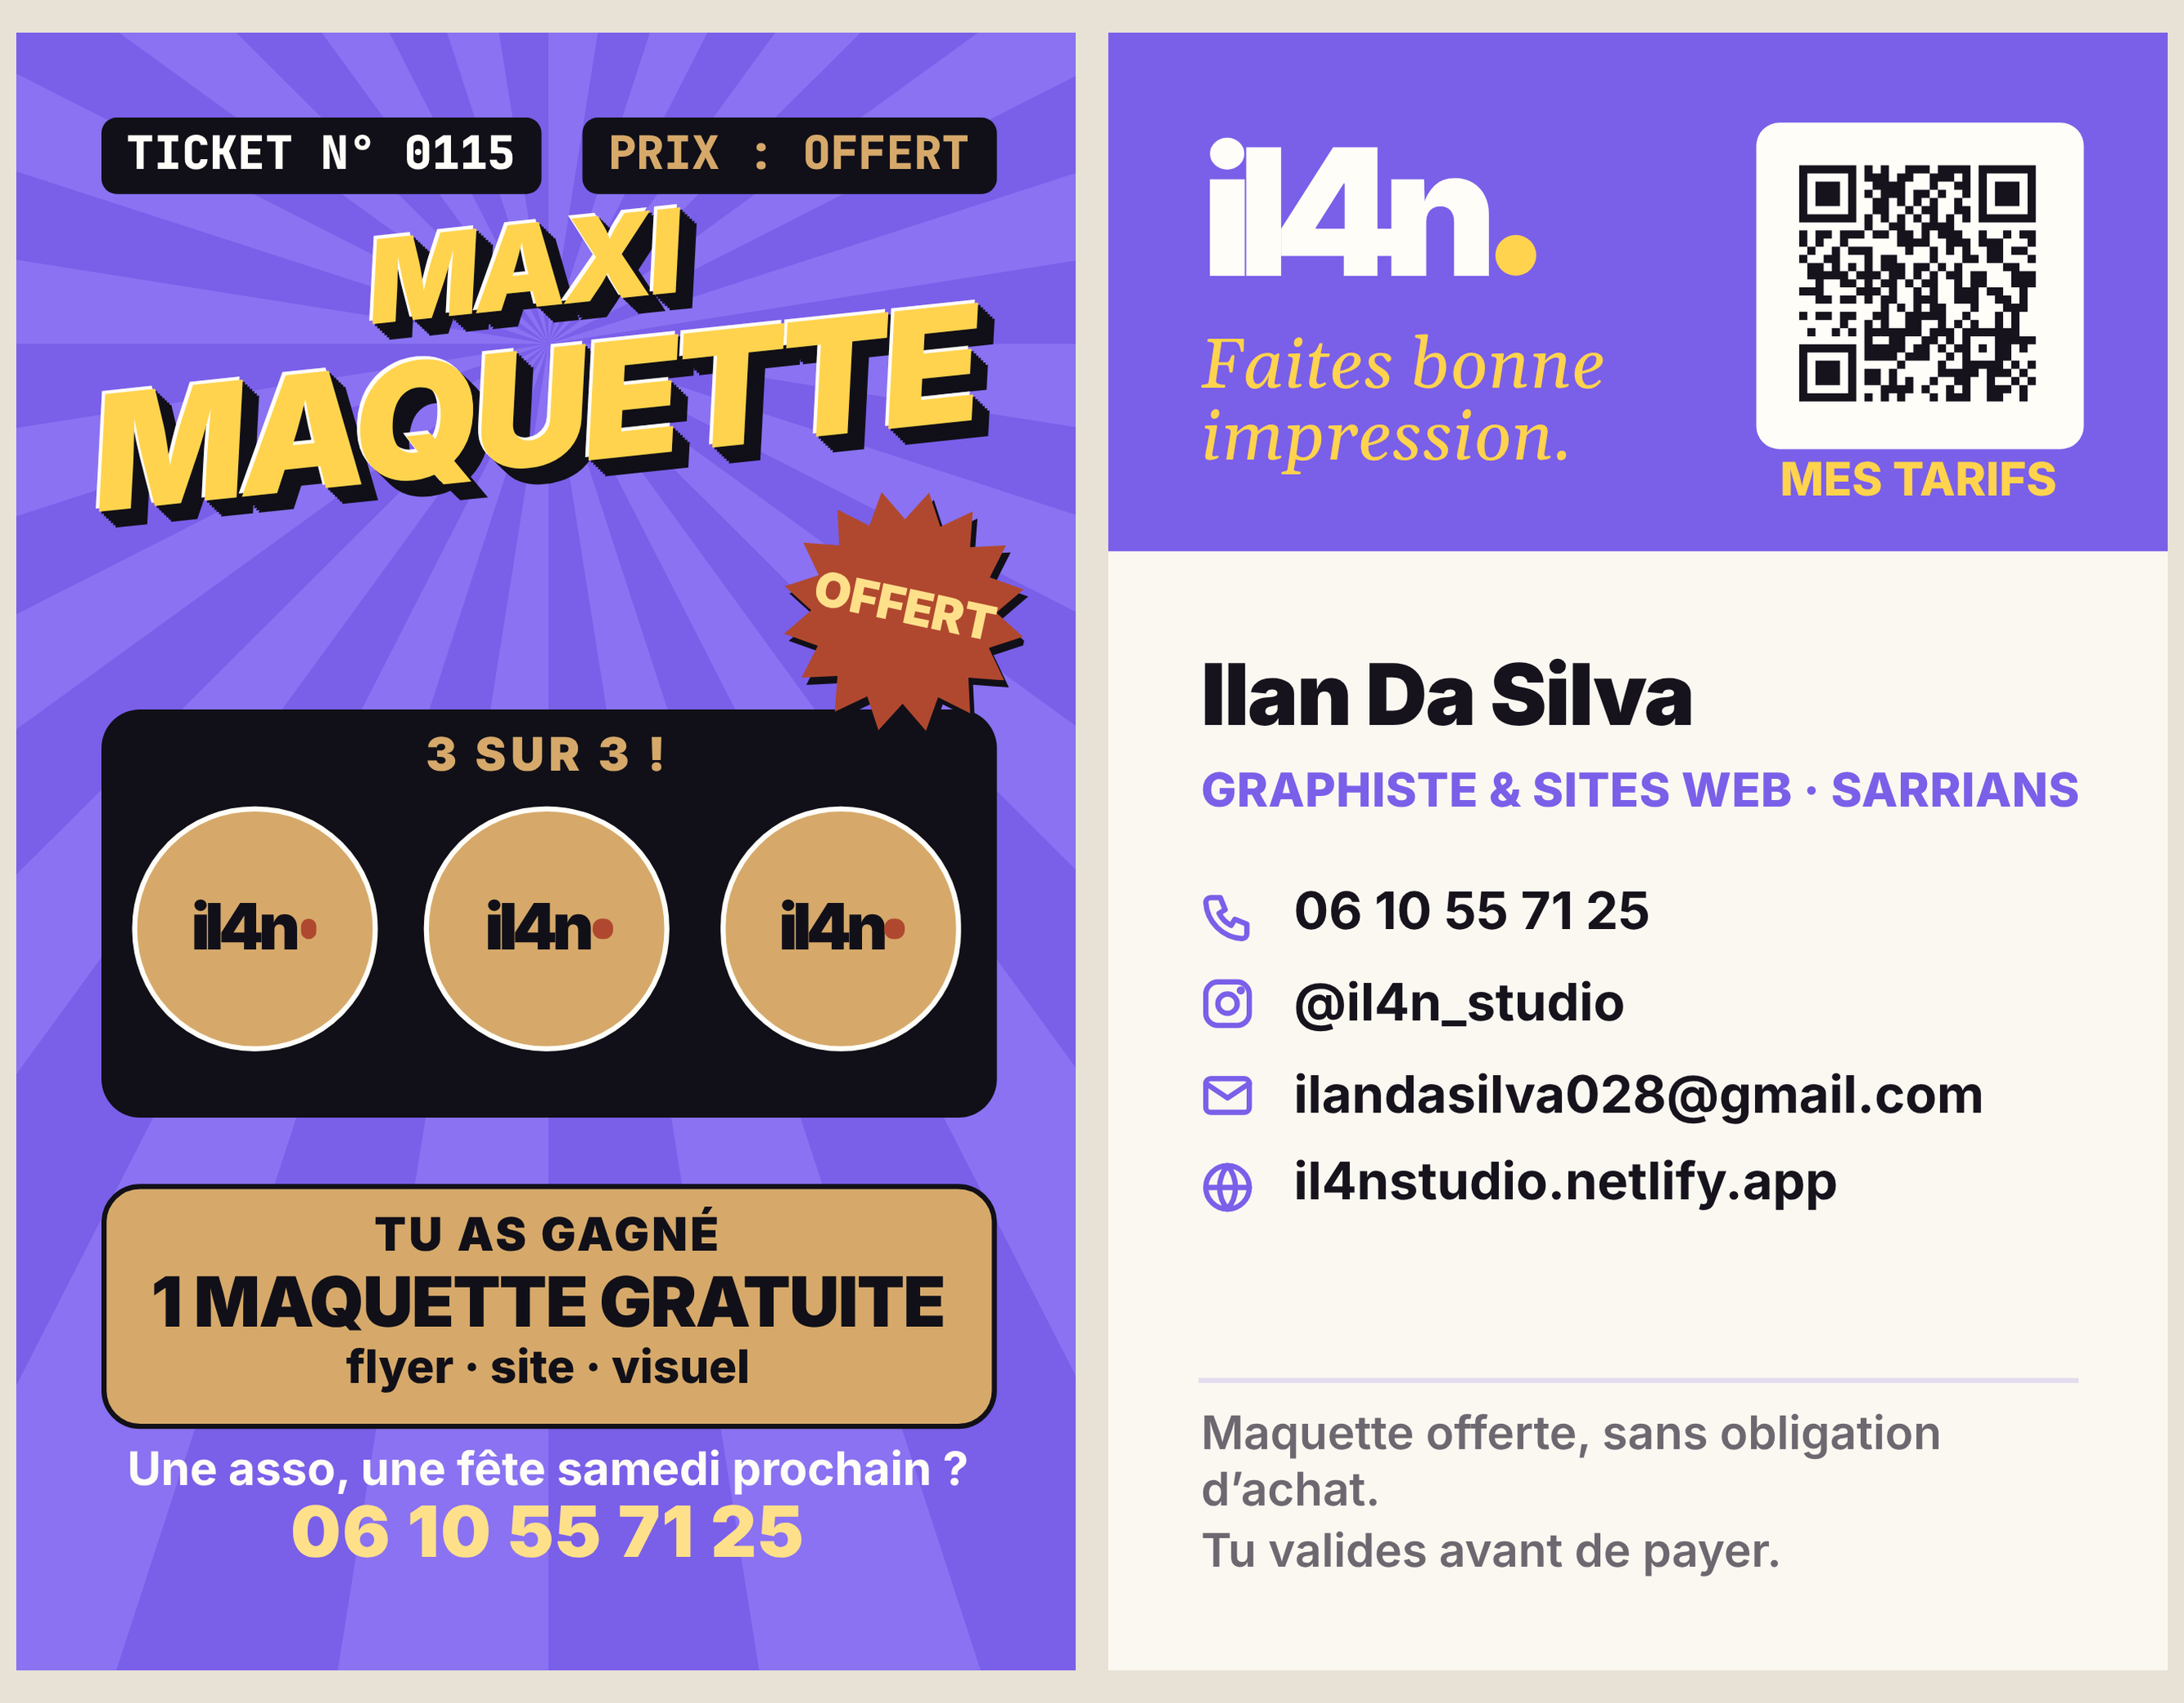 TICKET N° 0115
PRIX : OFFERT
MAXI
MAQUETTE
OFFERT
3 SUR 3 !
il4n
il4n
il4n
TU AS GAGNÉ
1 MAQUETTE GRATUITE
flyer · site · visuel
Une asso, une fête samedi prochain ?
06 10 55 71 25
il4n.
Faites bonne
impression.
MES TARIFS
Ilan Da Silva
GRAPHISTE & SITES WEB · SARRIANS
06 10 55 71 25
@il4n_studio
ilandasilva028@gmail.com
il4nstudio.netlify.app
Maquette offerte, sans obligation
d’achat.
Tu valides avant de payer.